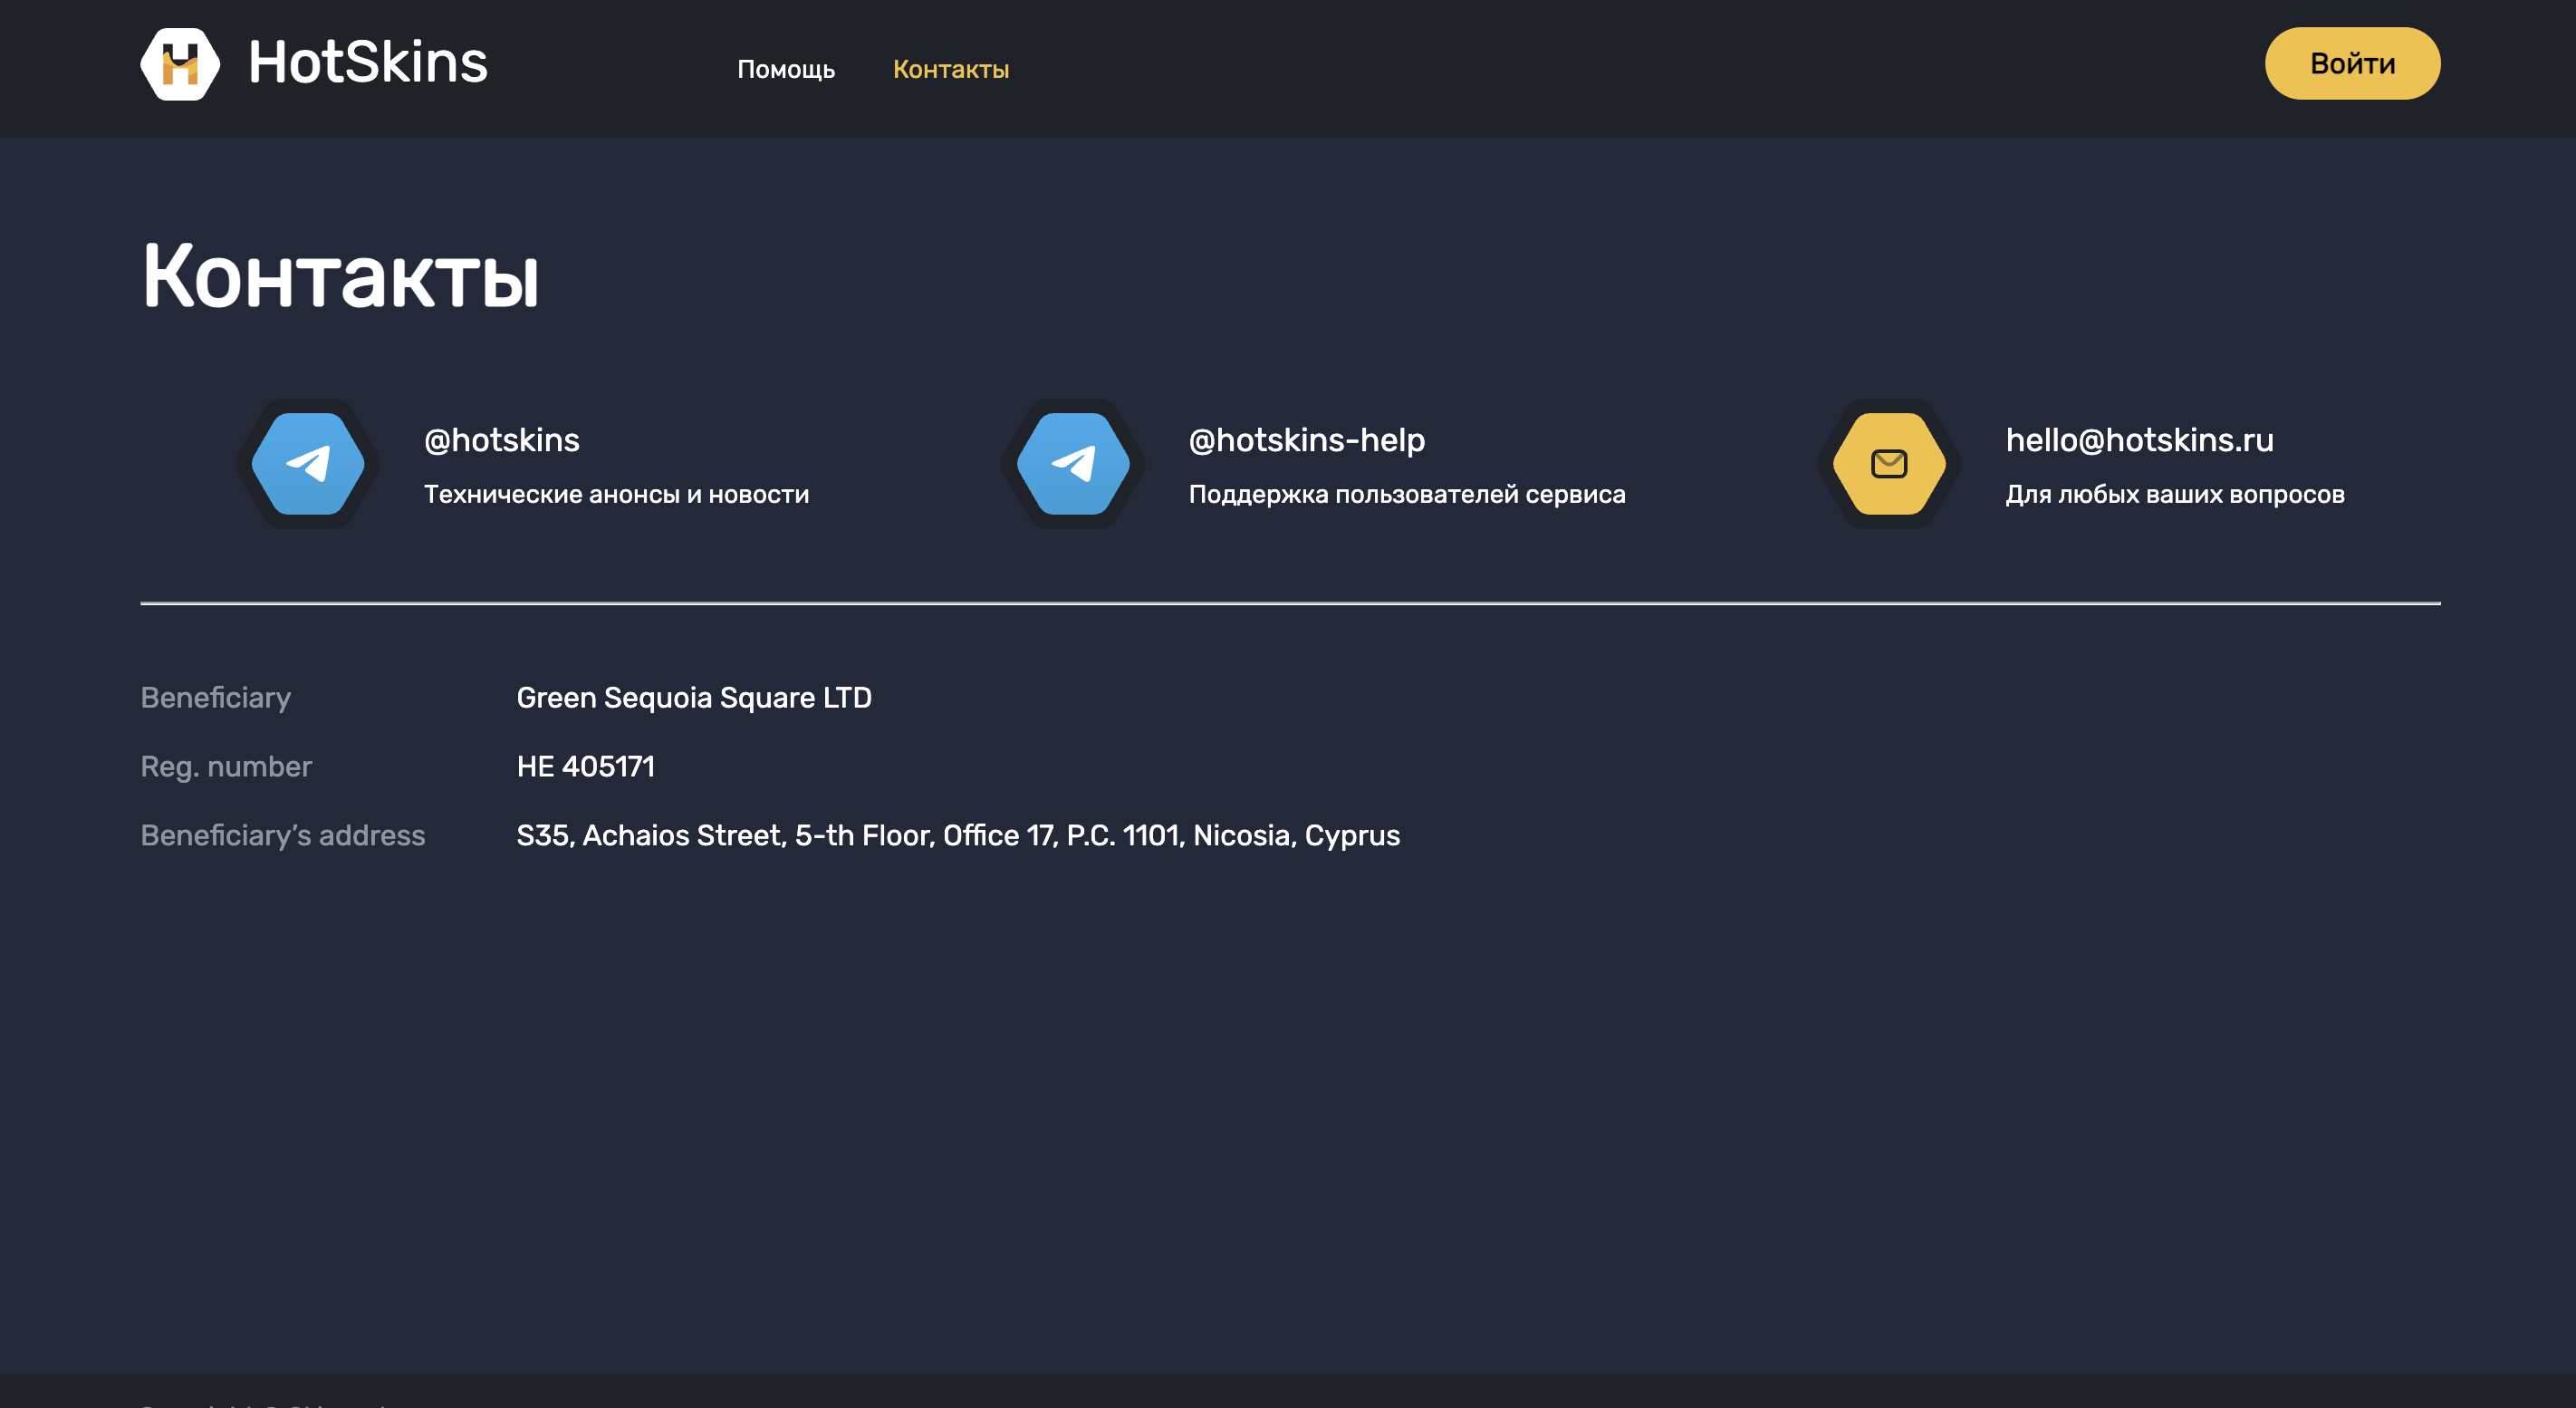 HotSkins
Помощь
Контакты
Войти
Контакты
@hotskins
Технические анонсы и новости
@hotskins-help
Поддержка пользователей сервиса
hello@hotskins.ru
Для любых ваших вопросов
Beneficiary
Green Sequoia Square LTD
Reg. number
HE 405171
Beneficiary’s address
S35, Achaios Street, 5-th Floor, Office 17, P.C. 1101, Nicosia, Cyprus